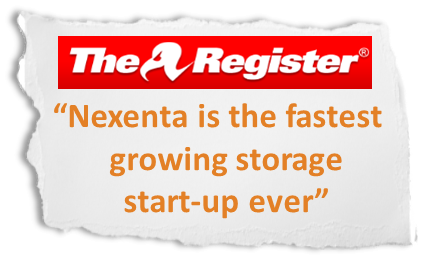 The Register®
“Nexenta is the fastest
growing storage
start-up ever”